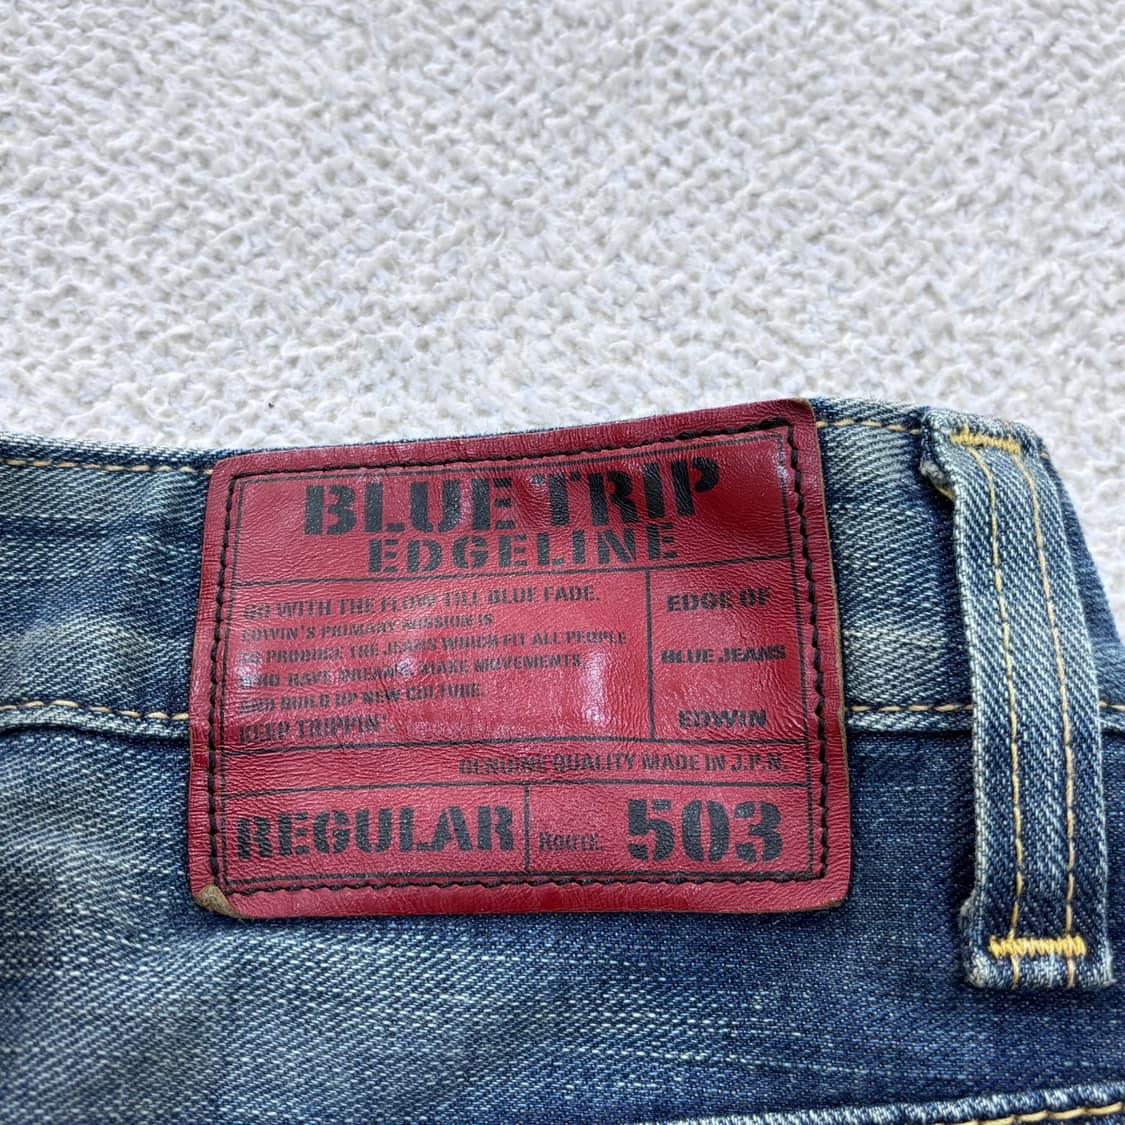 BLUE TRIP
EDGELINE
GO WITH THE FLOW TILL BLUE FADE.
EDWIN'S PRIMARY MISSION IS
TO PRODUCE THE JEANS WHICH FIT ALL PEOPLE
WHO HAVE DREAMS, MAKE MOVEMENTS
AND BUILD UP NEW CULTURE.
KEEP TRIPPIN'.
EDGE OF
BLUE JEANS
EDWIN
GENUINE QUALITY MADE IN J.P.N.
REGULAR
ROUTE. 503